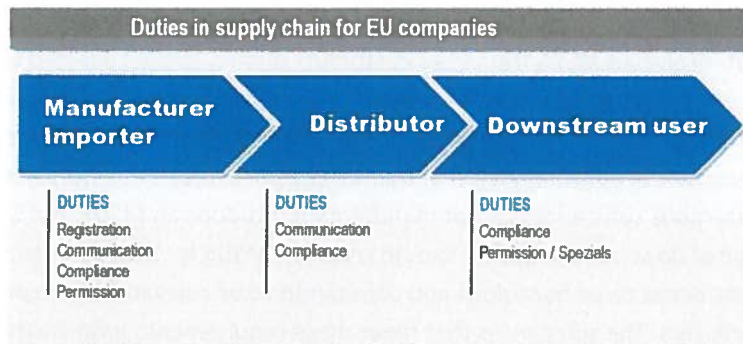 Duties in supply chain for EU companies
Manufacturer
Importer
Distributor
Downstream user
DUTIES
Registration
Communication
Compliance
Permission
DUTIES
Communication
Compliance
DUTIES
Compliance
Permission / Spezials